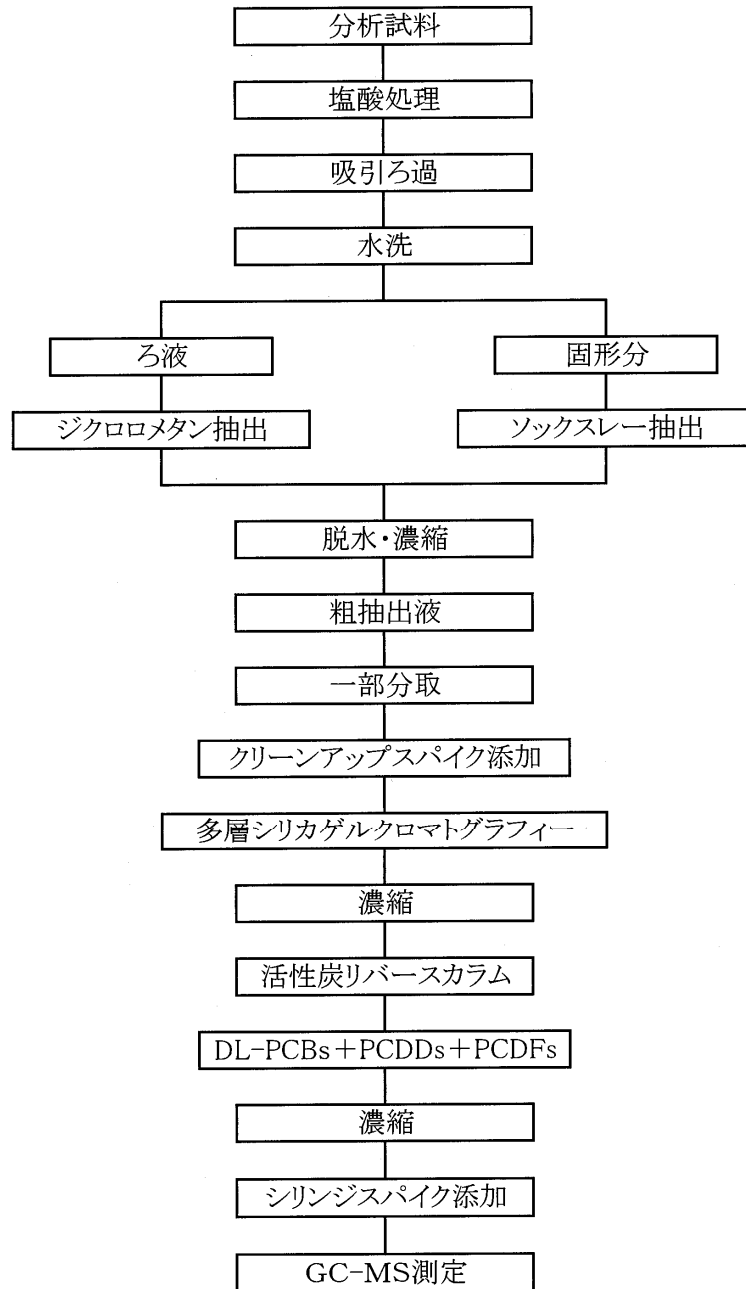 分析試料
塩酸処理
吸引ろ過
水洗
ろ液
固形分
ジクロロメタン抽出
ソックスレー抽出
脱水・濃縮
粗抽出液
一部分取
クリーンアップスパイク添加
多層シリカゲルクロマトグラフィー
濃縮
活性炭リバースカラム
DL-PCBs+PCDDs+PCDFs
濃縮
シリンジスパイク添加
GC-MS測定